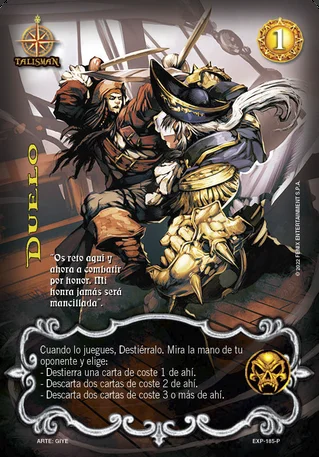 TALISMAN
1
DUELO
"Os reto aquí y
ahora a combatir
por honor. Mi
honra jamás será
mancillada".
© 2022 FENIX ENTERTAINMENT S.P.A.
Cuando lo juegues, Destiérralo. Mira la mano de tu
oponente y elige:
- Destierra una carta de coste 1 de ahí.
- Descarta dos cartas de coste 2 de ahí.
- Descarta dos cartas de coste 3 o más de ahí.
ARTE: GIYE
EXP-185-P